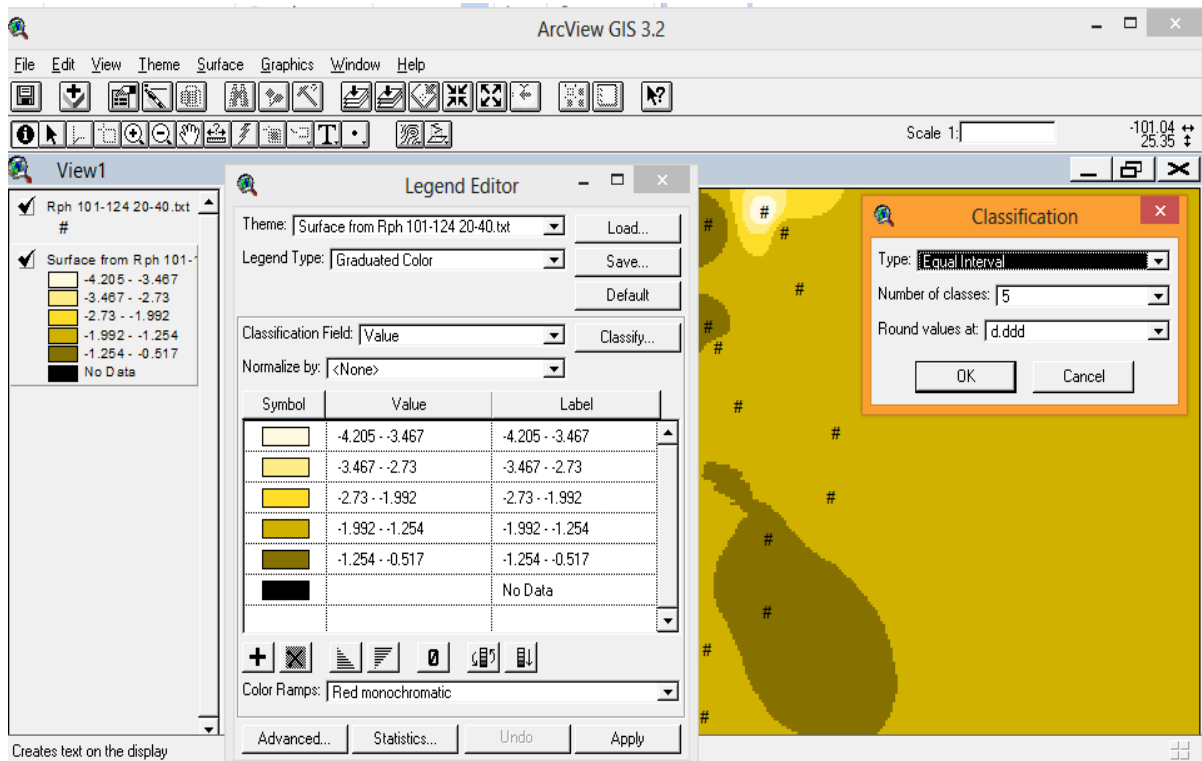 ArcView GIS 3.2
File Edit View Theme Surface Graphics Window Help
Scale 1:
-101.04
25.35
View1
Rph 101-124 20-40.txt
#
Surface from Rph 101-1
-4.205 - -3.467
-3.467 - -2.73
-2.73 - -1.992
-1.992 - -1.254
-1.254 - -0.517
No Data
Legend Editor
Theme: Surface from Rph 101-124 20-40.txt Load...
Legend Type: Graduated Color Save...
Default
Classification Field: Value Classify...
Normalize by: <None>
Symbol Value Label
-4.205 - -3.467 -4.205 - -3.467
-3.467 - -2.73 -3.467 - -2.73
-2.73 - -1.992 -2.73 - -1.992
-1.992 - -1.254 -1.992 - -1.254
-1.254 - -0.517 -1.254 - -0.517
No Data
Color Ramps: Red monochromatic
Advanced... Statistics... Undo Apply
Classification
Type: Equal Interval
Number of classes: 5
Round values at: d.ddd
OK Cancel
# # #
#
#
#
#
#
#
#
#
#
#
Creates text on the display